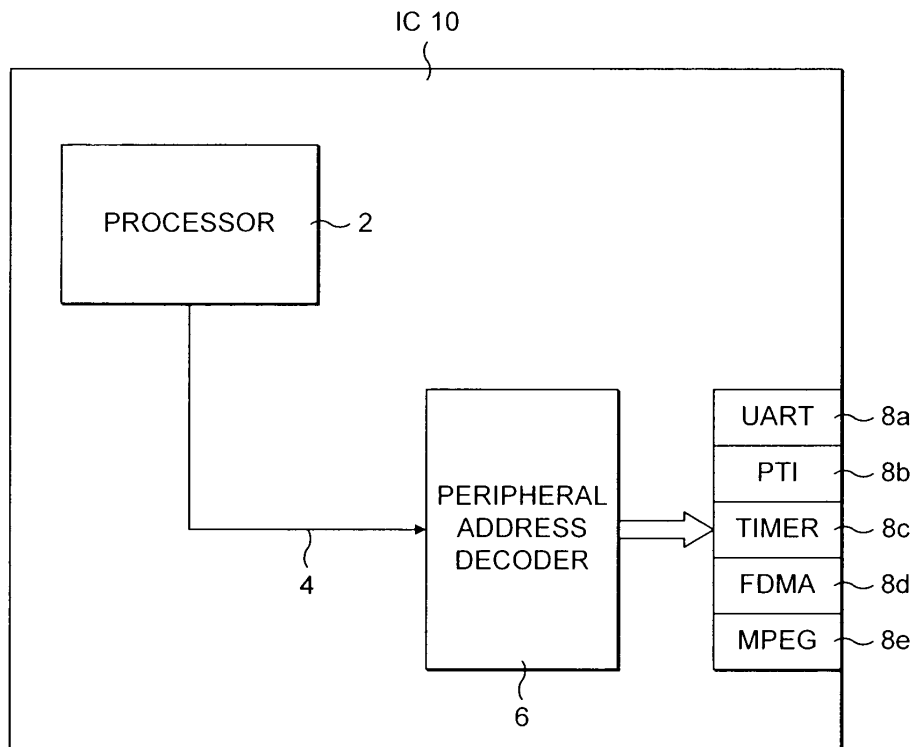 IC 10
PROCESSOR
2
UART
8a
PTI
8b
PERIPHERAL
ADDRESS
DECODER
TIMER
8c
4
FDMA
8d
MPEG
8e
6